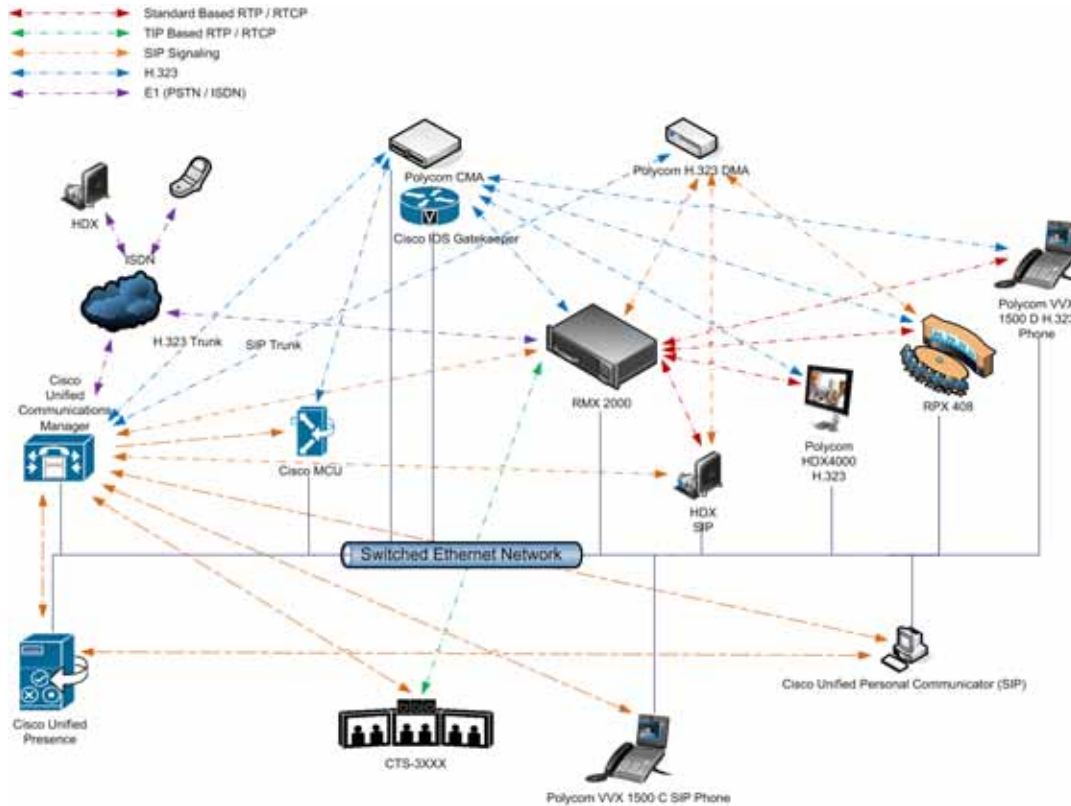 Standard Based RTP / RTCP
TIP Based RTP / RTCP
SIP Signaling
H.323
E1 (PSTN / ISDN)
Polycom CMA
Polycom H.323 DMA
HDX
V
Cisco IOS Gatekeeper
ISDN
Polycom VVX
1500 D H.323
Phone
H.323 Trunk
SIP Trunk
Cisco
Unified
Communications
Manager
RMX 2000
RPX 408
Polycom
HDX4000
H.323
Cisco MCU
HDX
SIP
Switched Ethernet Network
Cisco Unified Personal Communicator (SIP)
Cisco Unified
Presence
CTS-3XXX
Polycom VVX 1500 C SIP Phone